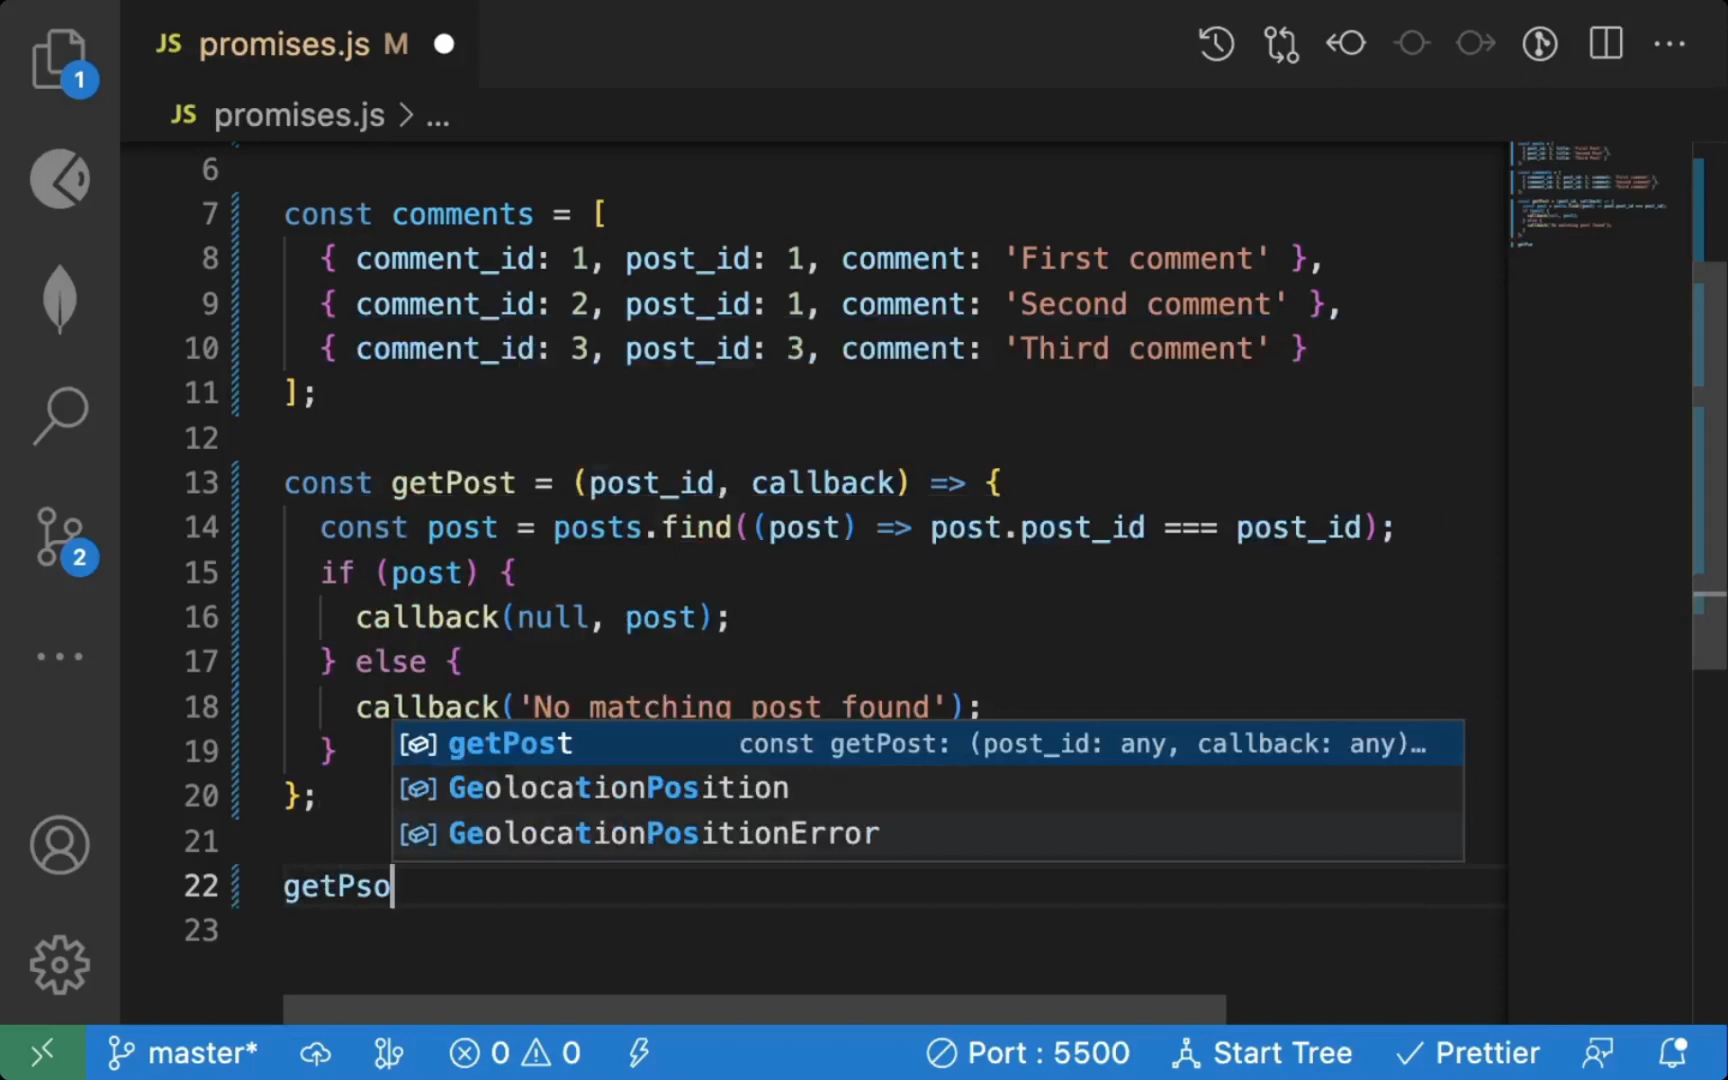 JS promises.js M
JS promises.js > ...
6
7 const comments = [
8 { comment_id: 1, post_id: 1, comment: 'First comment' },
9 { comment_id: 2, post_id: 1, comment: 'Second comment' },
10 { comment_id: 3, post_id: 3, comment: 'Third comment' }
11 ];
12
13 const getPost = (post_id, callback) => {
14 const post = posts.find((post) => post.post_id === post_id);
15 if (post) {
16 callback(null, post);
17 } else {
18 callback('No matching post found');
19 }
getPost const getPost: (post_id: any, callback: any)…
GeolocationPosition
20 };
GeolocationPositionError
21
22 getPso
23
1
2
master* 0 0 Port : 5500 Start Tree Prettier